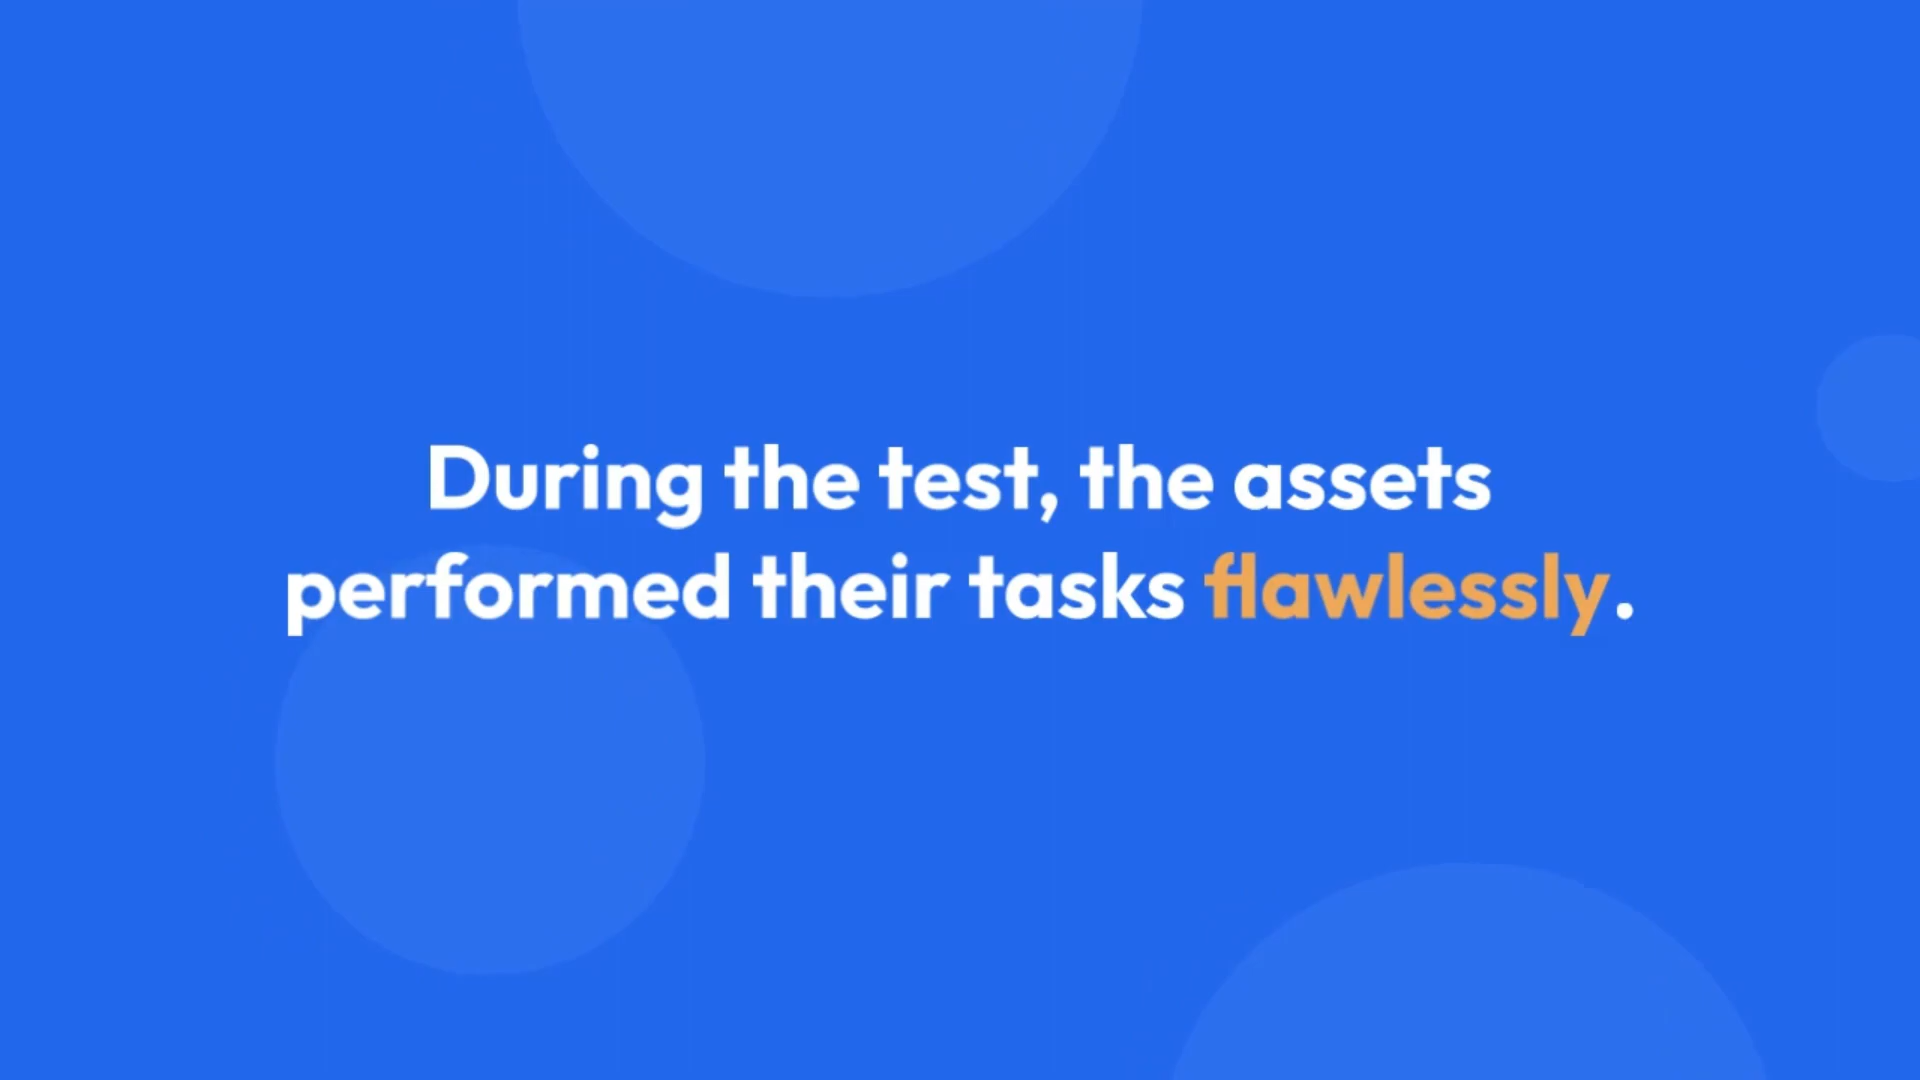 During the test, the assets
performed their tasks flawlessly.